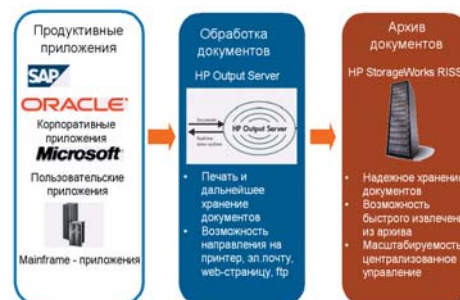 Продуктивные
приложения
SAP
ORACLE
Корпоративные
приложения
Microsoft
Пользовательские
приложения
Mainframe - приложения
Обработка
документов
HP Output Server
HP Output Server
• Печать и
дальнейшее
хранение
документов
• Возможность
направления на
принтер, эл.почту,
web-страницу, ftp
Архив
документов
HP StorageWorks RISS
• Надежное хранение
документов
• Возможность
быстрого извлечен
из архива
• Масштабируемость
централизованное
управление